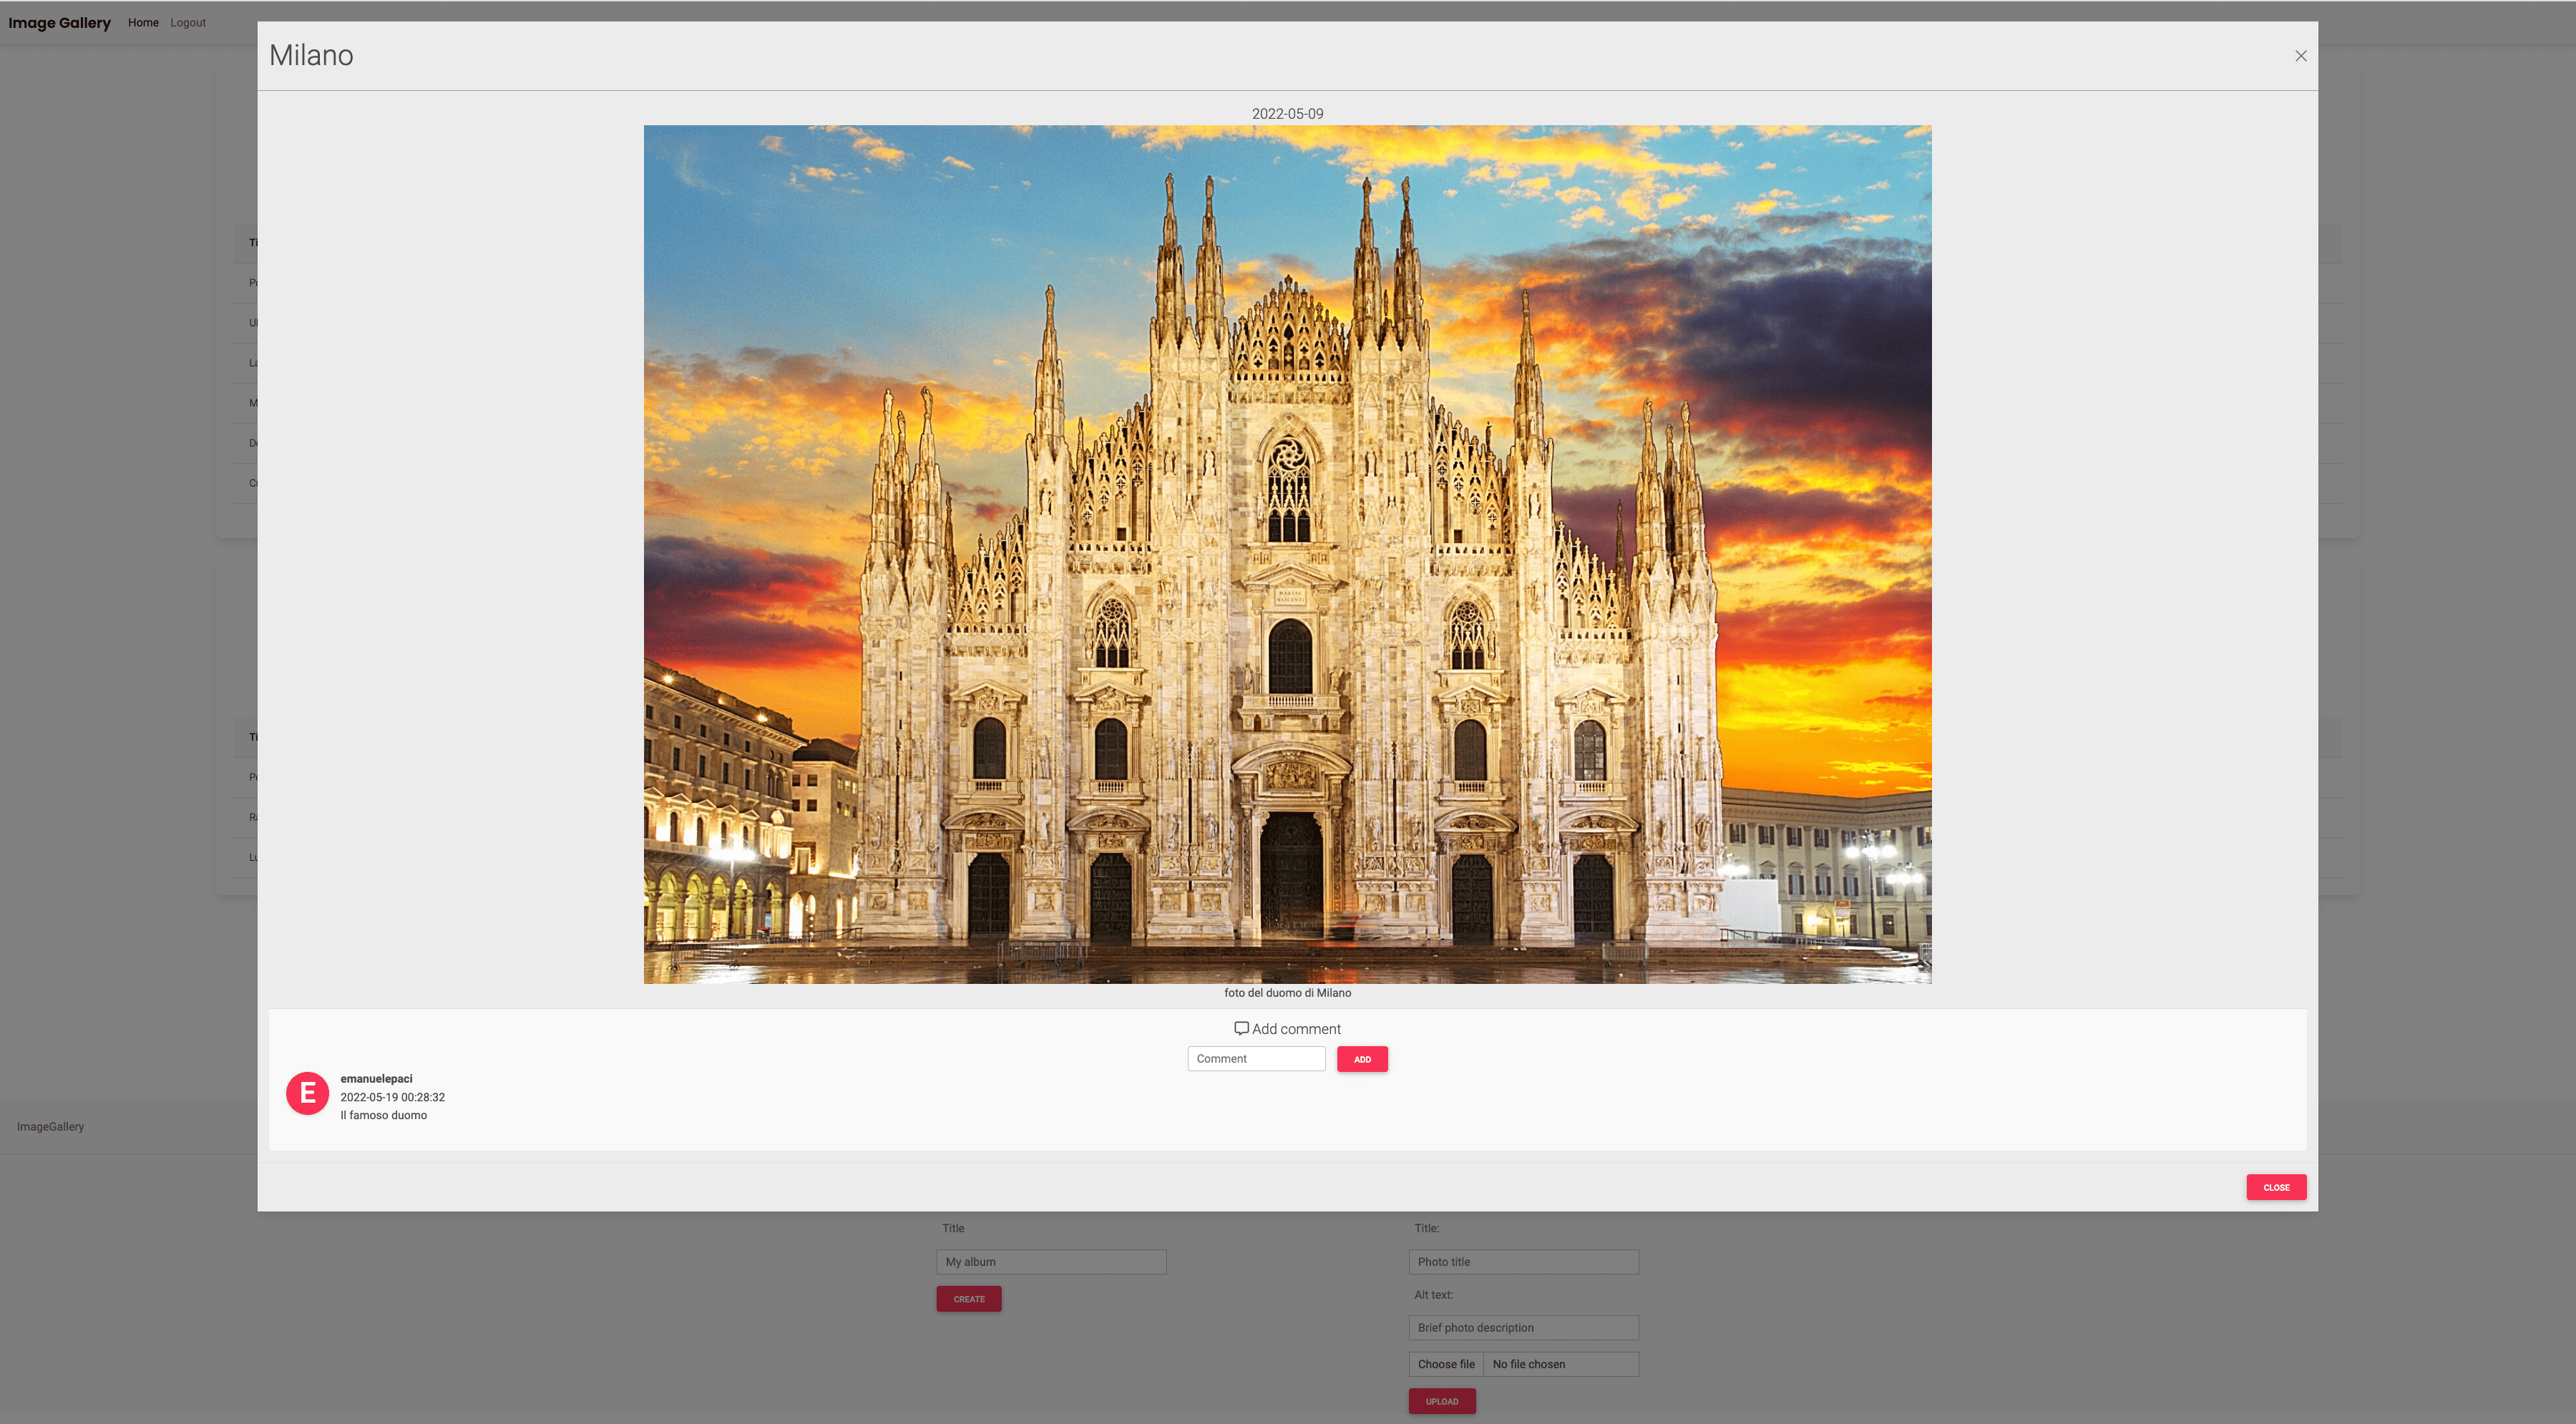 Image Gallery Home Logout
Milano
2022-05-09
MARIAE
NASCENTI
foto del duomo di Milano
Add comment
Comment ADD
E
emanuelepaci
2022-05-19 00:28:32
Il famoso duomo
ImageGallery
CLOSE
Title
My album
CREATE
Title:
Photo title
Alt text:
Brief photo description
Choose file No file chosen
UPLOAD